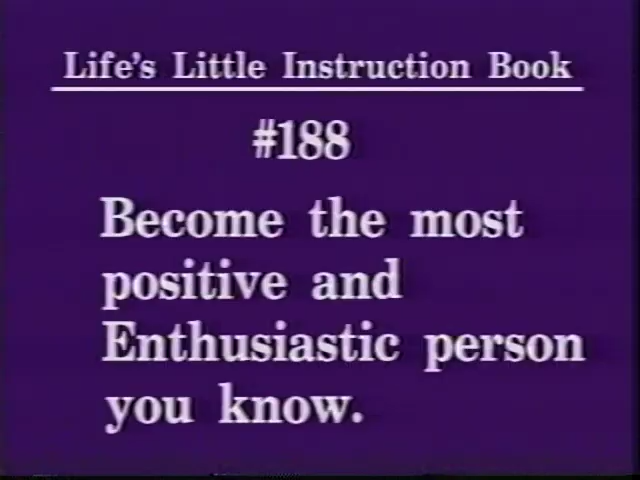 Life's Little Instruction Book
#188
Become the most
positive and
Enthusiastic person
you know.